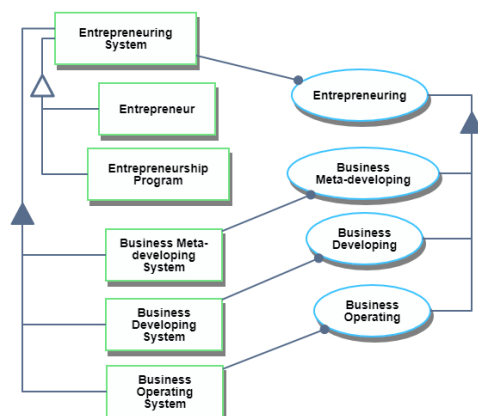 Entrepreneuring
System
Entrepreneuring
Entrepreneur
Entrepreneurship
Program
Business
Meta-developing
Business Meta-
developing
System
Business
Developing
Business
Developing
System
Business
Operating
Business
Operating
System